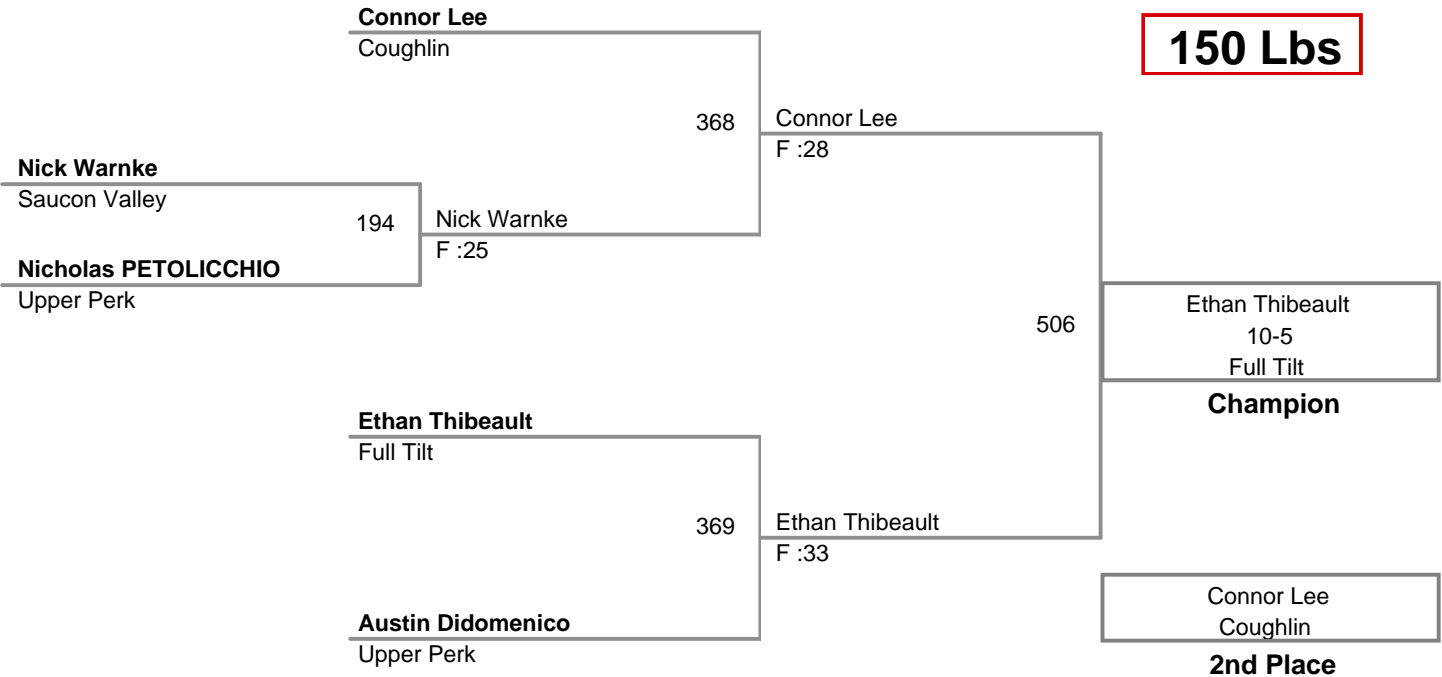 Connor Lee
Coughlin
150 Lbs
368
Connor Lee
F :28
Nick Warnke
Saucon Valley
194
Nick Warnke
F :25
Nicholas PETOLICCHIO
Upper Perk
506
Ethan Thibeault
10-5
Full Tilt
Champion
Ethan Thibeault
Full Tilt
369
Ethan Thibeault
F :33
Austin Didomenico
Upper Perk
Connor Lee
Coughlin
2nd Place